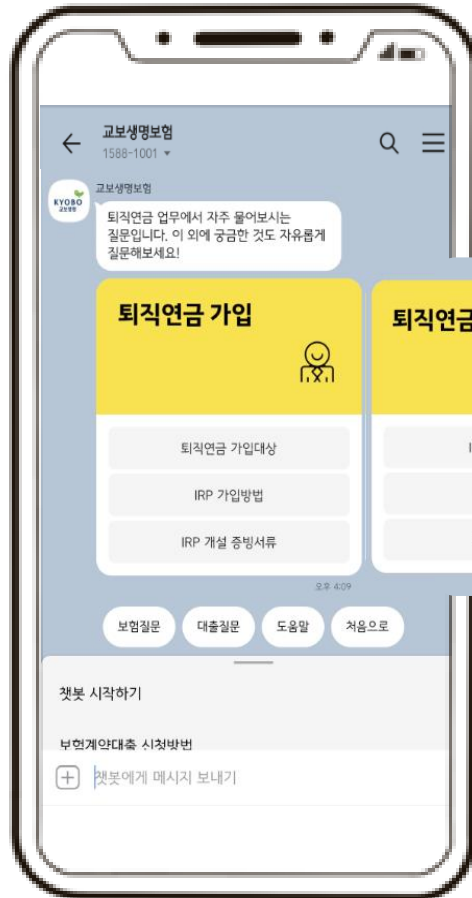 교보생명보험
1588-1001
교보생명보험
KYOBO
교보생명
퇴직연금 업무에서 자주 물어보시는
질문입니다. 이 외에 궁금한 것도 자유롭게
질문해보세요!
퇴직연금 가입
퇴직연금
퇴직연금 가입대상
IRP 가입방법
IRP 개설 증빙서류
오후 4:09
보험질문
대출질문
도움말
처음으로
챗봇 시작하기
보험계약대출 신청방법
챗봇에게 메시지 보내기